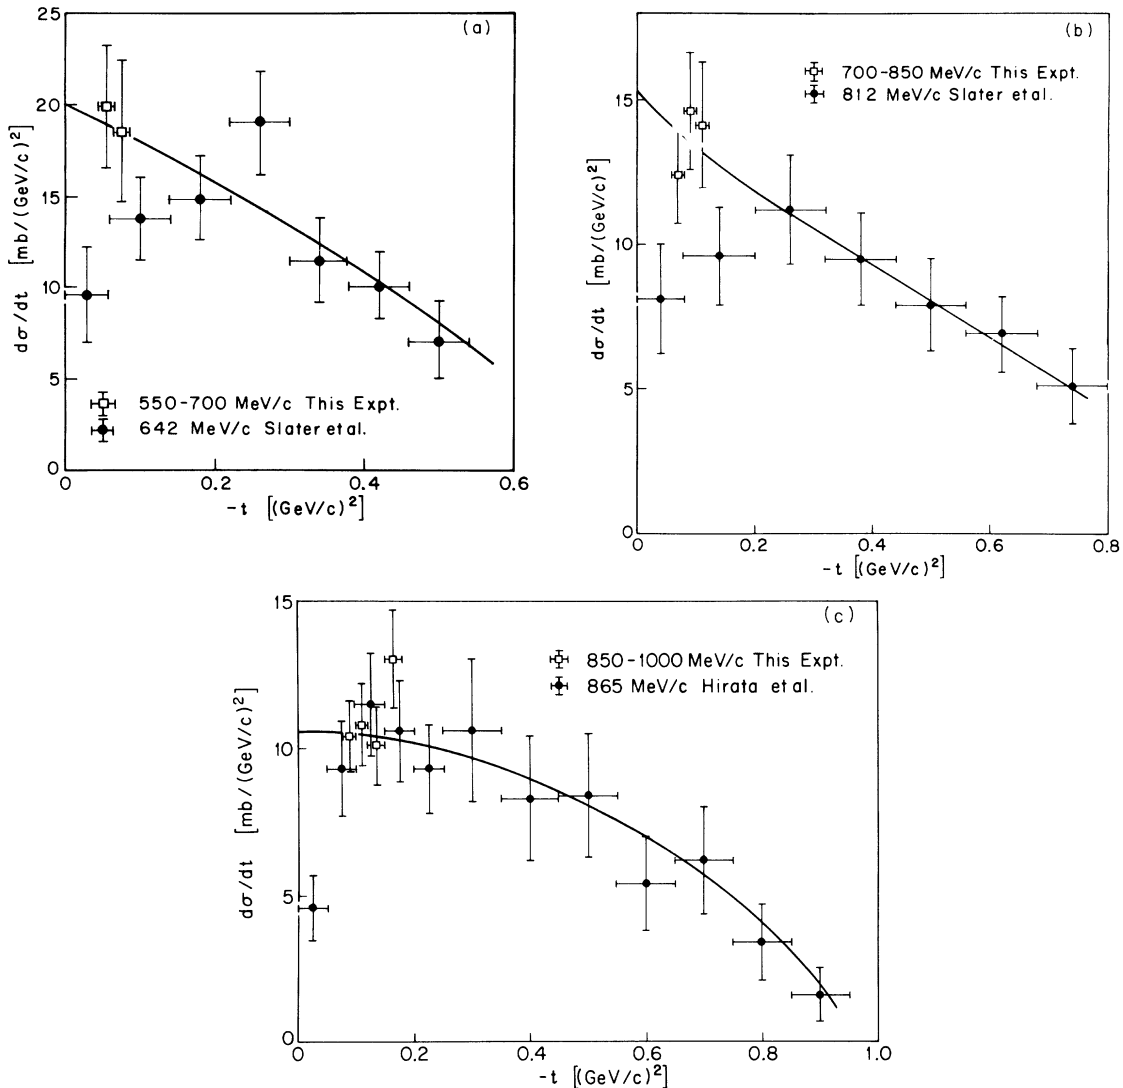 (a)
25
20
15
10
5
0
dσ/dt [mb/(GeV/c)²]
550-700 MeV/c This Expt.
642 MeV/c Slater et al.
0 0.2 0.4 0.6
-t [(GeV/c)²]
(b)
15
10
5
0
dσ/dt [mb/(GeV/c)²]
700-850 MeV/c This Expt.
812 MeV/c Slater et al.
0 0.2 0.4 0.6 0.8
-t [(GeV/c)²]
(c)
15
10
5
0
dσ/dt [mb/(GeV/c)²]
850-1000 MeV/c This Expt.
865 MeV/c Hirata et al.
0 0.2 0.4 0.6 0.8 1.0
-t [(GeV/c)²]